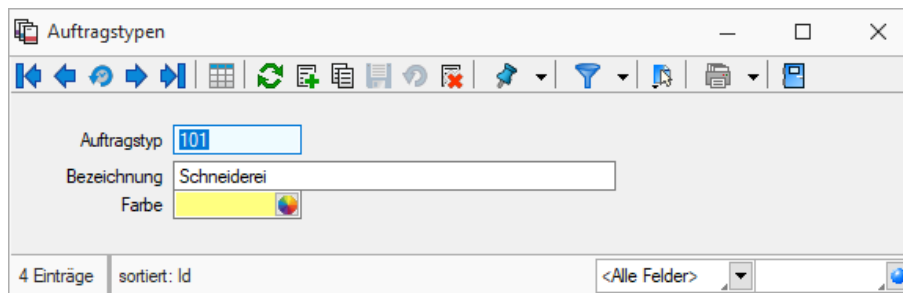 Auftragstypen
Auftragstyp 101
Bezeichnung Schneiderei
Farbe
4 Einträge sortiert: Id <Alle Felder>